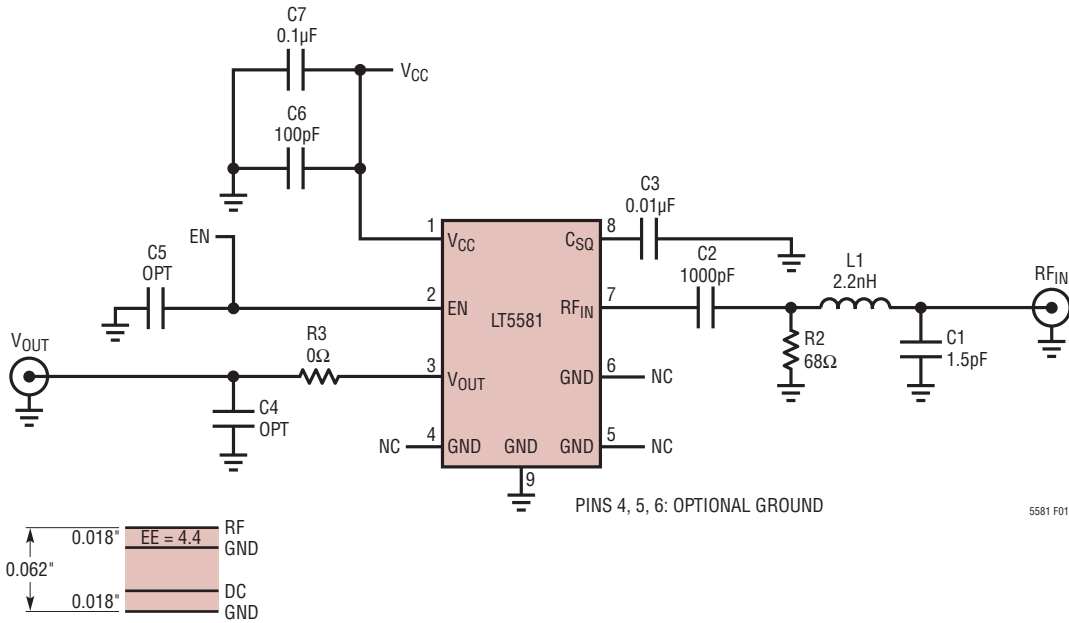 C7
0.1µF
VCC
C6
100pF
C3
0.01µF
EN
1
VCC
CSQ
8
C2
1000pF
L1
2.2nH
RFIN
C5
OPT
2
EN
LT5581
RFIN
7
R2
68Ω
C1
1.5pF
VOUT
R3
0Ω
3
VOUT
GND
6
NC
C4
OPT
NC
4
GND
GND
GND
5
NC
9
PINS 4, 5, 6: OPTIONAL GROUND
5581 F01
0.018"
EE = 4.4
RF
GND
0.062"
0.018"
DC
GND